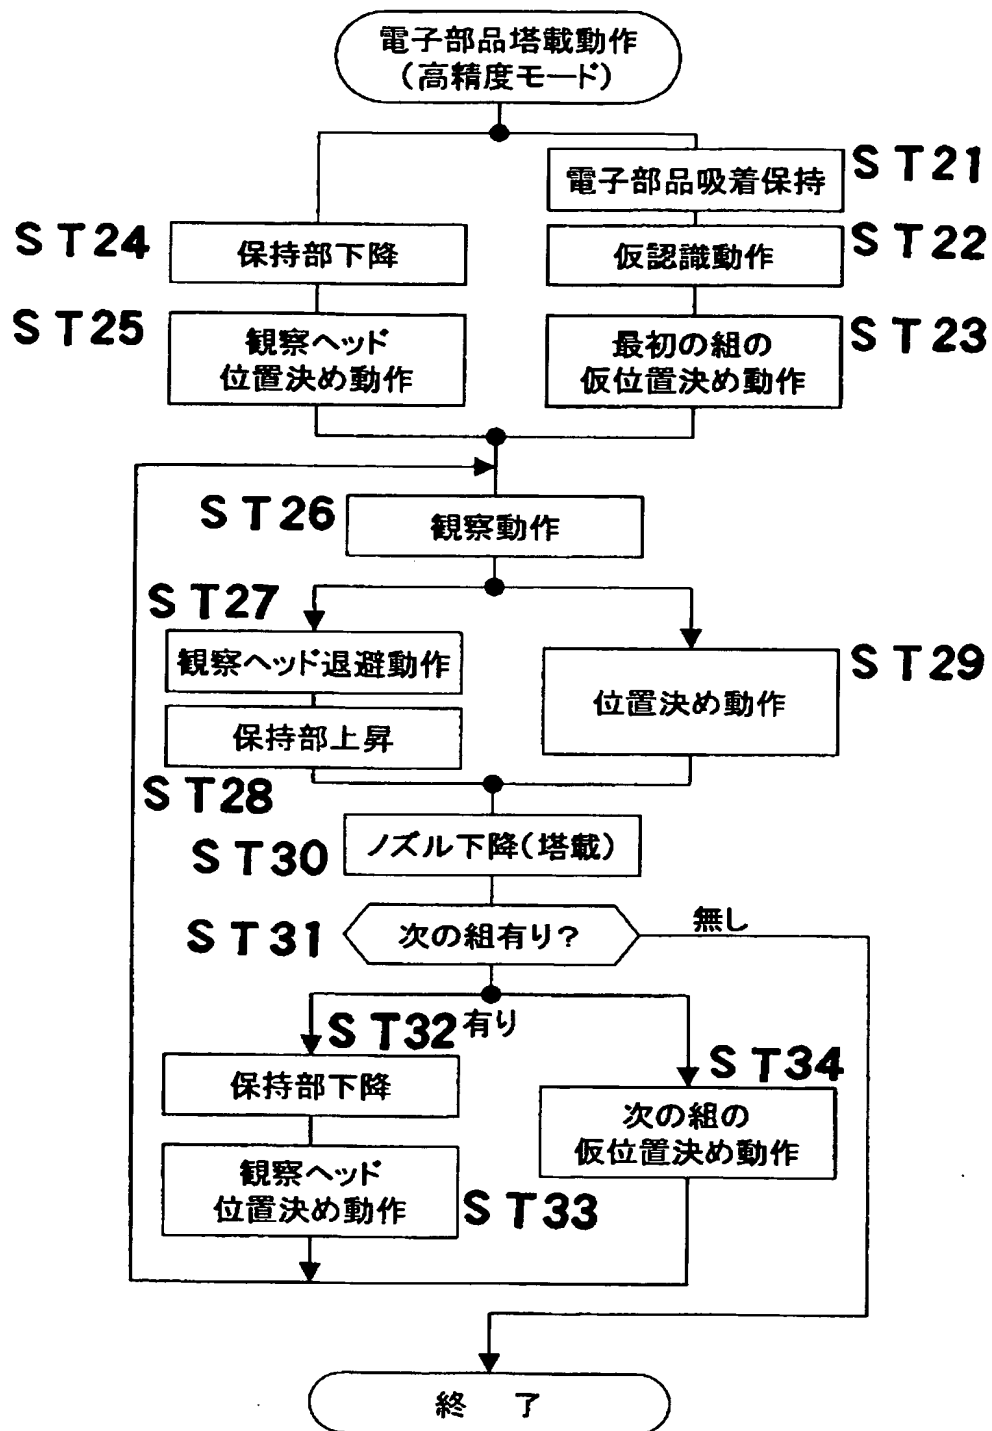 電子部品塔載動作
(高精度モード)
ST21
電子部品吸着保持
ST24
保持部下降
ST22
仮認識動作
ST25
観察ヘッド
位置決め動作
ST23
最初の組の
仮位置決め動作
ST26
観察動作
ST27
観察ヘッド退避動作
保持部上昇
ST28
ST29
位置決め動作
ST30
ノズル下降(塔載)
ST31
次の組有り?
無し
有り
ST32
保持部下降
観察ヘッド
位置決め動作
ST33
ST34
次の組の
仮位置決め動作
終 了